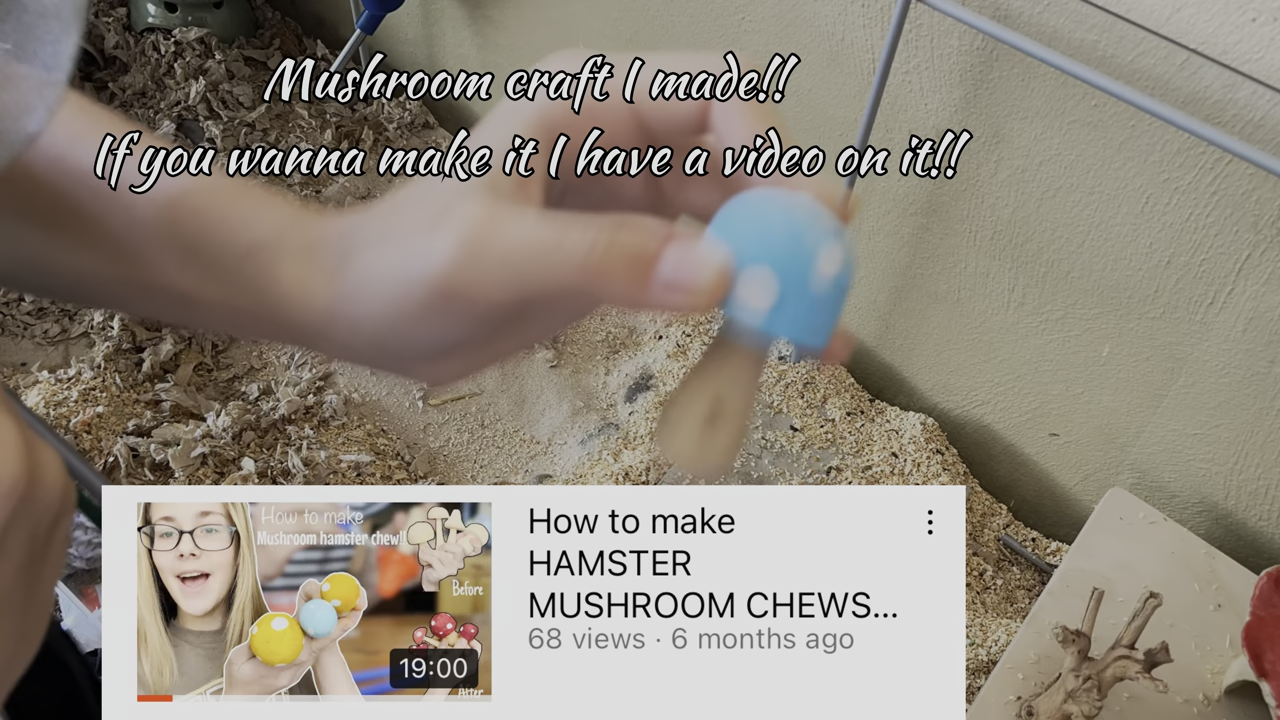 Mushroom craft I made!!
If you wanna make it I have a video on it!!
How to make
Mushroom hamster chew!!
Before
19:00
After
How to make
HAMSTER
MUSHROOM CHEWS...
68 views · 6 months ago